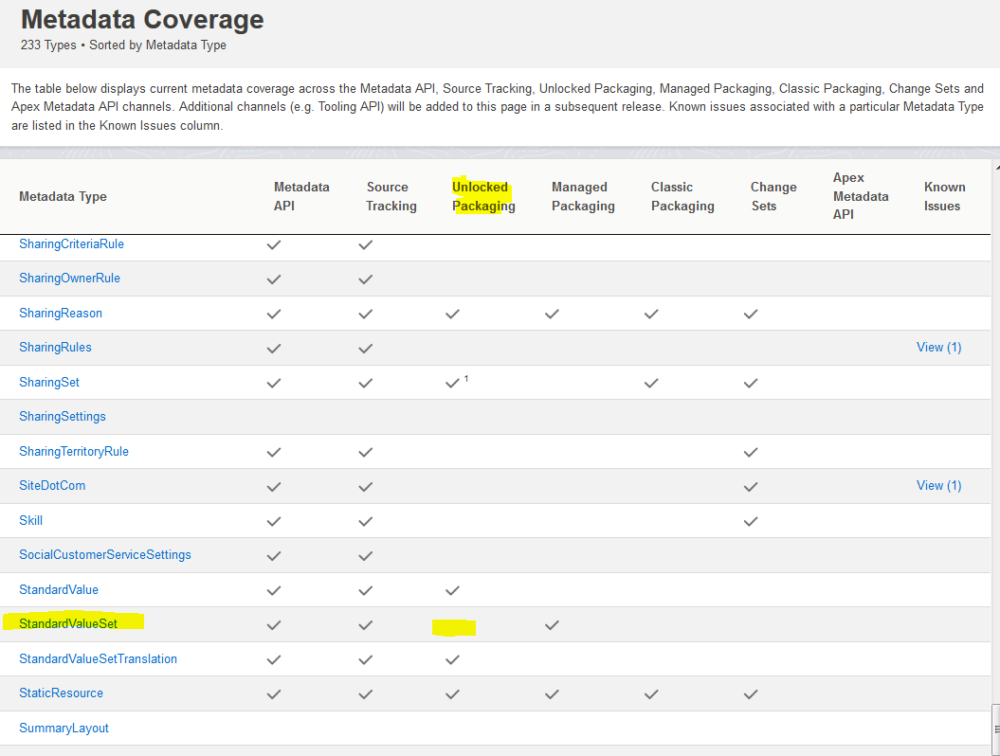 Metadata Coverage
233 Types • Sorted by Metadata Type
The table below displays current metadata coverage across the Metadata API, Source Tracking, Unlocked Packaging, Managed Packaging, Classic Packaging, Change Sets and
Apex Metadata API channels. Additional channels (e.g. Tooling API) will be added to this page in a subsequent release. Known issues associated with a particular Metadata Type
are listed in the Known Issues column.
Metadata Type
Metadata
API
Source
Tracking
Unlocked
Packaging
Managed
Packaging
Classic
Packaging
Change
Sets
Apex
Metadata
API
Known
Issues
SharingCriteriaRule ✓ ✓
SharingOwnerRule ✓ ✓
SharingReason ✓ ✓ ✓ ✓ ✓ ✓
SharingRules ✓ ✓ View (1)
SharingSet ✓ ✓ ✓ 1 ✓ ✓
SharingSettings
SharingTerritoryRule ✓ ✓ ✓
SiteDotCom ✓ ✓ ✓ View (1)
Skill ✓ ✓ ✓
SocialCustomerServiceSettings ✓ ✓
StandardValue ✓ ✓ ✓
StandardValueSet ✓ ✓ ✓
StandardValueSetTranslation ✓ ✓ ✓
StaticResource ✓ ✓ ✓ ✓ ✓ ✓
SummaryLayout